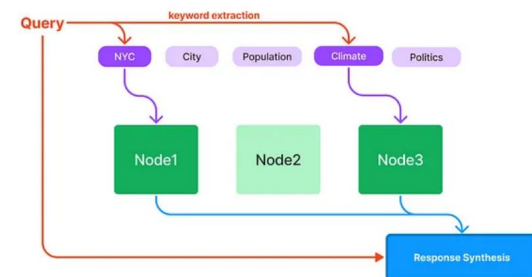 keyword extraction
Query
NYC
City
Population
Climate
Politics
Node1
Node2
Node3
Response Synthesis